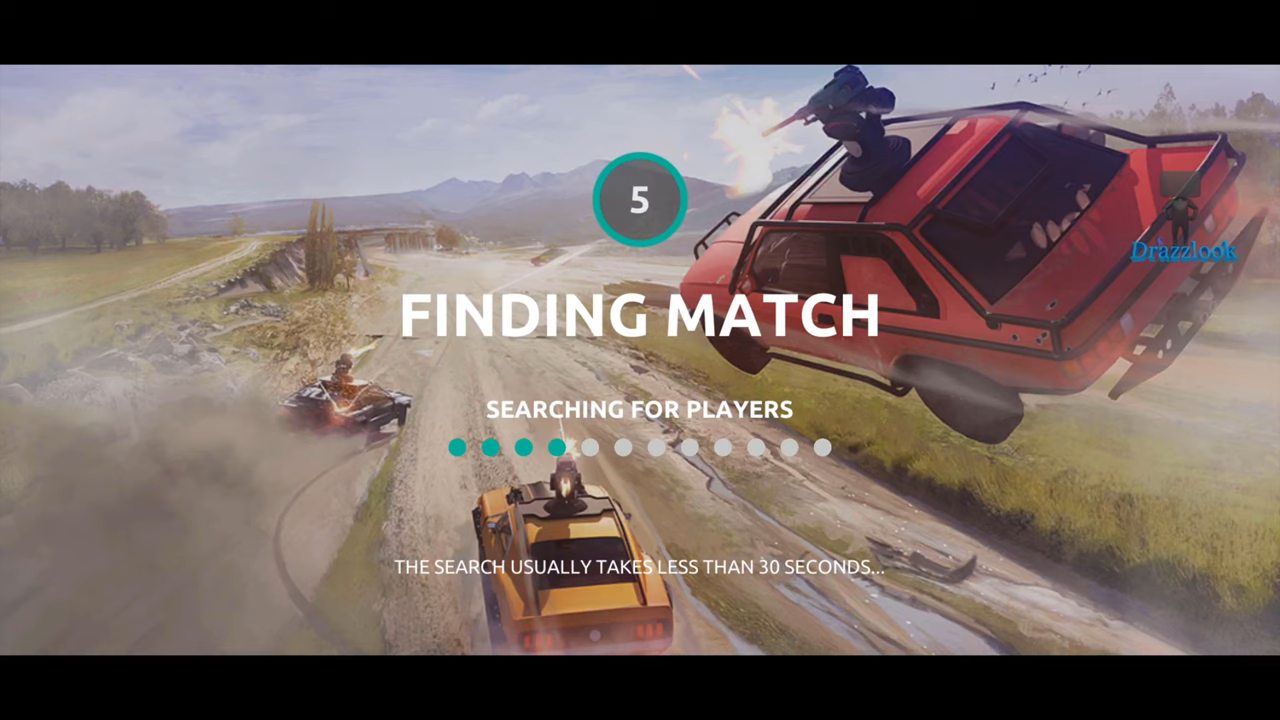 5
FINDING MATCH
Drazzlook
SEARCHING FOR PLAYERS
THE SEARCH USUALLY TAKES LESS THAN 30 SECONDS...